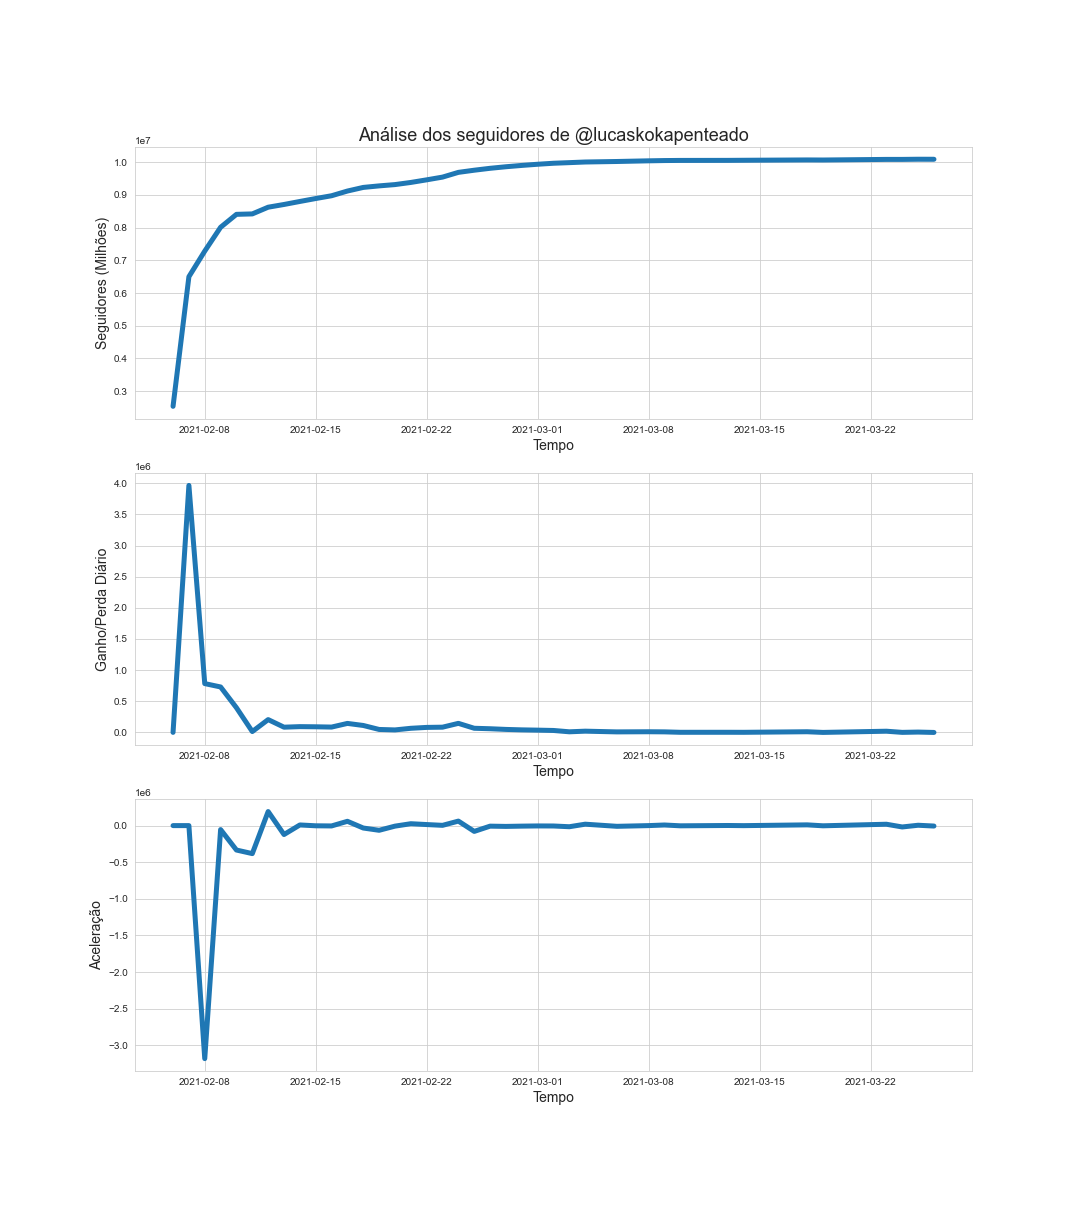 Análise dos seguidores de @lucaskokapenteado
1e7
1.0
0.9
0.8
0.7
0.6
0.5
0.4
0.3
Seguidores (Milhões)
2021-02-08 2021-02-15 2021-02-22 2021-03-01 2021-03-08 2021-03-15 2021-03-22
Tempo
1e6
4.0
3.5
3.0
2.5
2.0
1.5
1.0
0.5
0.0
Ganho/Perda Diário
2021-02-08 2021-02-15 2021-02-22 2021-03-01 2021-03-08 2021-03-15 2021-03-22
Tempo
1e6
0.0
−0.5
−1.0
−1.5
−2.0
−2.5
−3.0
Aceleração
2021-02-08 2021-02-15 2021-02-22 2021-03-01 2021-03-08 2021-03-15 2021-03-22
Tempo